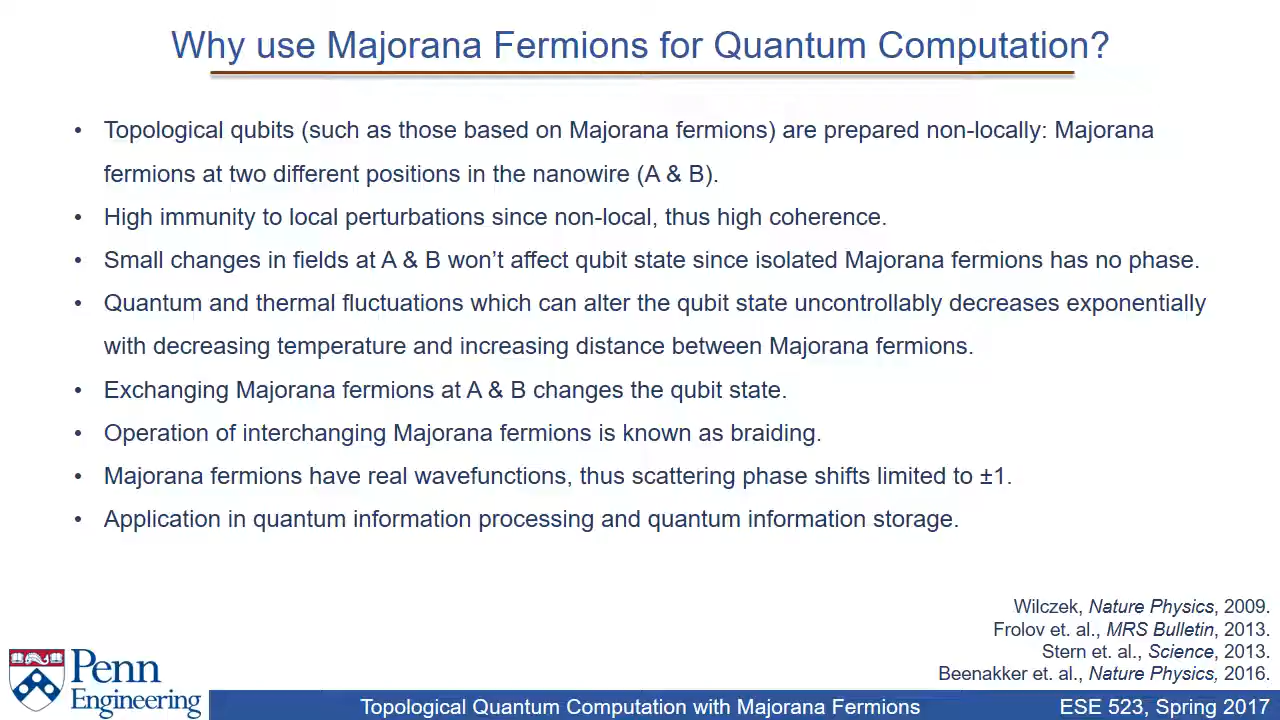 Why use Majorana Fermions for Quantum Computation?
• Topological qubits (such as those based on Majorana fermions) are prepared non-locally: Majorana
fermions at two different positions in the nanowire (A & B).
• High immunity to local perturbations since non-local, thus high coherence.
• Small changes in fields at A & B won’t affect qubit state since isolated Majorana fermions has no phase.
• Quantum and thermal fluctuations which can alter the qubit state uncontrollably decreases exponentially
with decreasing temperature and increasing distance between Majorana fermions.
• Exchanging Majorana fermions at A & B changes the qubit state.
• Operation of interchanging Majorana fermions is known as braiding.
• Majorana fermions have real wavefunctions, thus scattering phase shifts limited to ±1.
• Application in quantum information processing and quantum information storage.
Wilczek, Nature Physics, 2009.
Frolov et. al., MRS Bulletin, 2013.
Stern et. al., Science, 2013.
Beenakker et. al., Nature Physics, 2016.
Penn
Engineering
Topological Quantum Computation with Majorana Fermions
ESE 523, Spring 2017